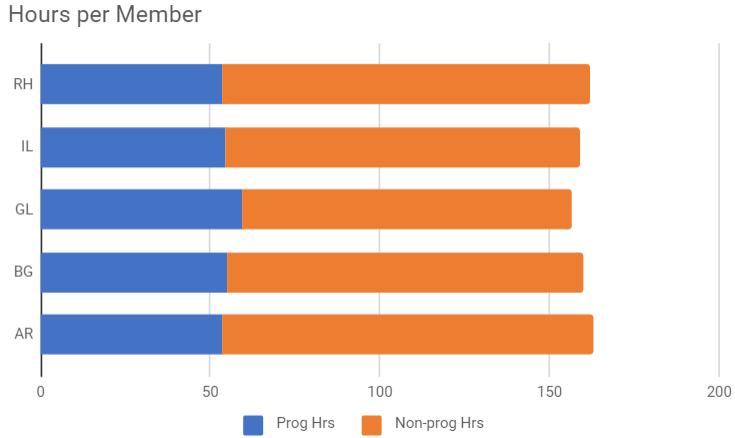 Hours per Member
RH
IL
GL
BG
AR
0 50 100 150 200
Prog Hrs Non-prog Hrs